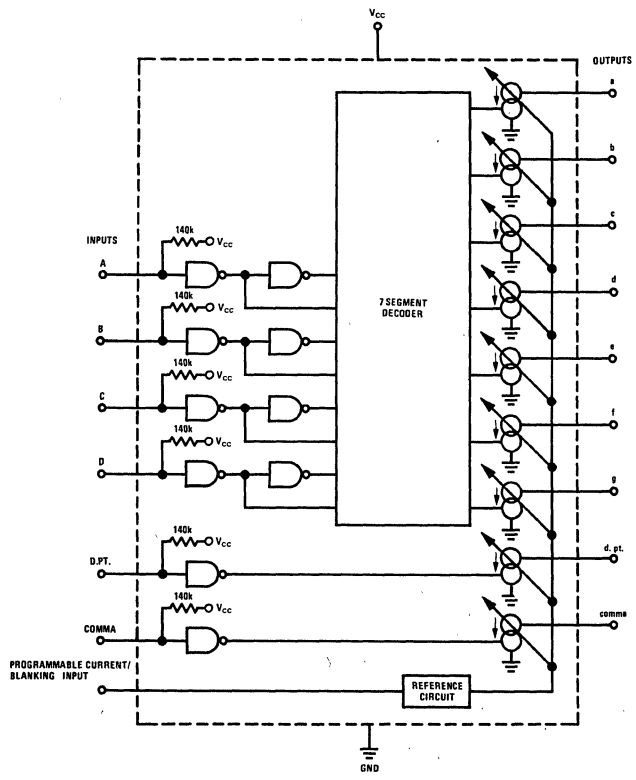 VCC
OUTPUTS
a
b
140k
VCC
c
INPUTS
A
140k
VCC
d
B
7 SEGMENT
DECODER
140k
VCC
e
C
140k
VCC
f
D
g
140k
VCC
d. pt.
D.PT.
140k
VCC
comma
COMMA
PROGRAMMABLE CURRENT/
BLANKING INPUT
REFERENCE
CIRCUIT
GND